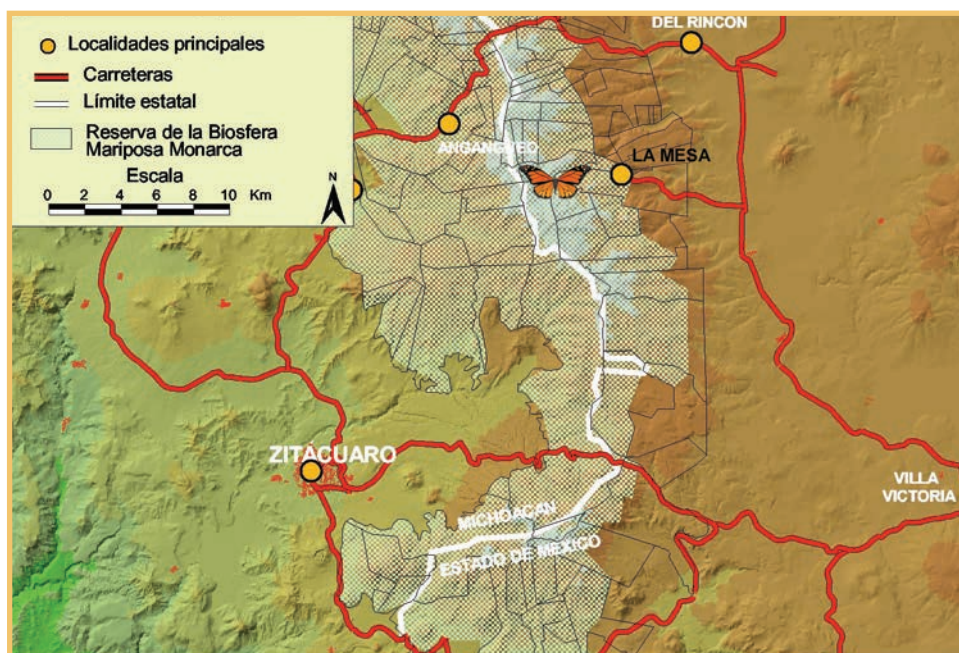 Localidades principales
Carreteras
Límite estatal
Reserva de la Biosfera
Mariposa Monarca
Escala
0 2 4 6 8 10 Km
N
DEL RINCON
ANGANGUEO
LA MESA
ZITÁCUARO
VILLA
VICTORIA
MICHOACAN
ESTADO DE MEXICO